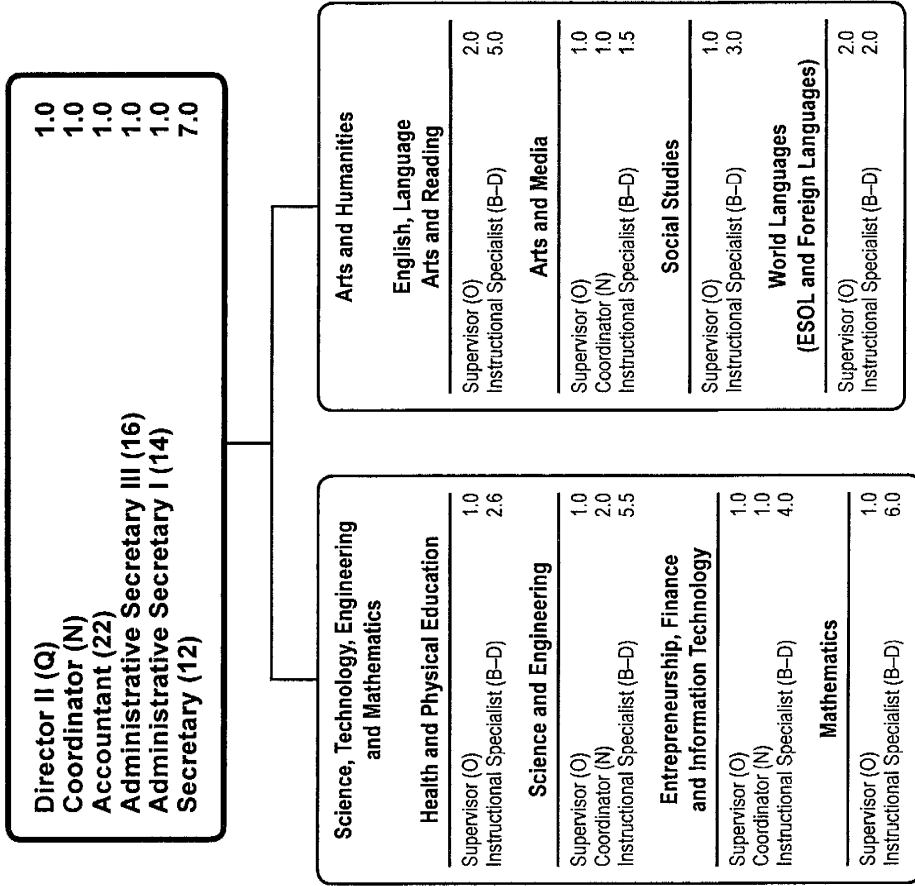 Director II (Q) 1.0
Coordinator (N) 1.0
Accountant (22) 1.0
Administrative Secretary III (16) 1.0
Administrative Secretary I (14) 1.0
Secretary (12) 7.0
Science, Technology, Engineering
and Mathematics
Health and Physical Education
Supervisor (O) 1.0
Instructional Specialist (B–D) 2.6
Science and Engineering
Supervisor (O) 1.0
Coordinator (N) 2.0
Instructional Specialist (B–D) 5.5
Entrepreneurship, Finance
and Information Technology
Supervisor (O) 1.0
Coordinator (N) 1.0
Instructional Specialist (B–D) 4.0
Mathematics
Supervisor (O) 1.0
Instructional Specialist (B–D) 6.0
Arts and Humanities
English, Language
Arts and Reading
Supervisor (O) 2.0
Instructional Specialist (B–D) 5.0
Arts and Media
Supervisor (O) 1.0
Coordinator (N) 1.0
Instructional Specialist (B–D) 1.5
Social Studies
Supervisor (O) 1.0
Instructional Specialist (B–D) 3.0
World Languages
(ESOL and Foreign Languages)
Supervisor (O) 2.0
Instructional Specialist (B–D) 2.0